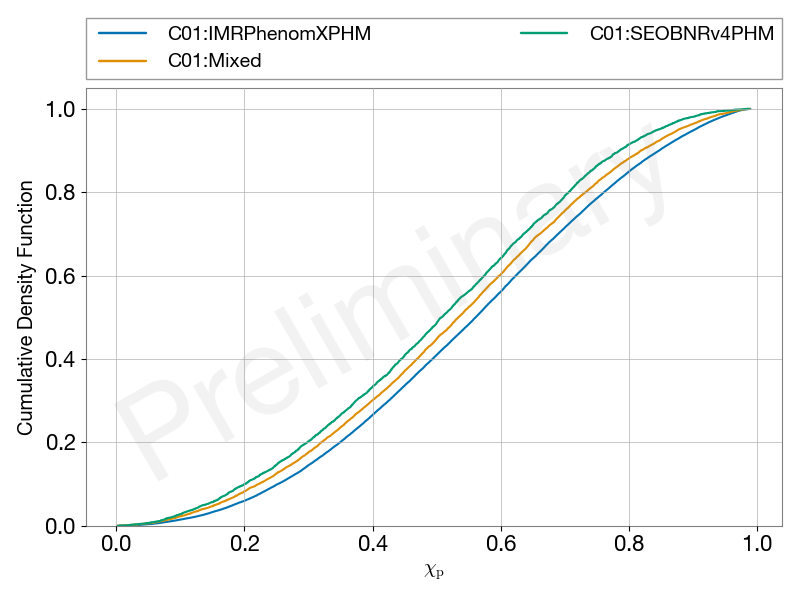 C01:IMRPhenomXPHM
C01:Mixed
C01:SEOBNRv4PHM
1.0
0.8
0.6
0.4
0.2
0.0
Cumulative Density Function
Preliminary
0.0 0.2 0.4 0.6 0.8 1.0
χp